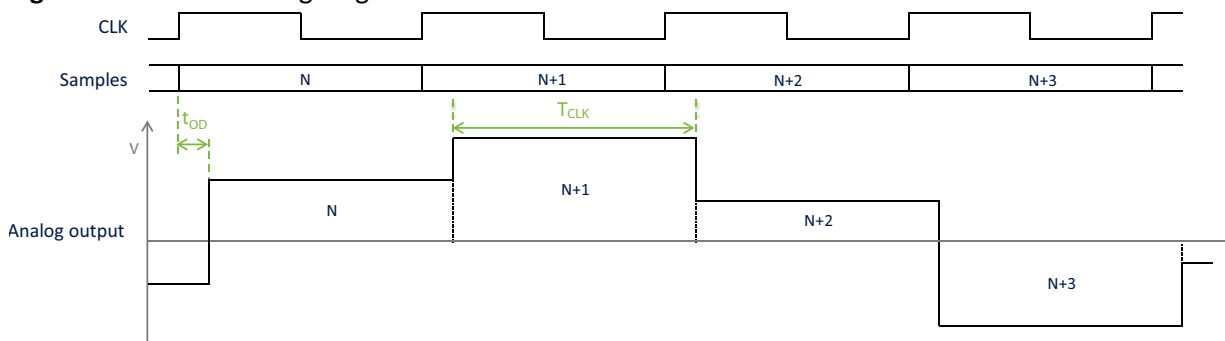 CLK
Samples
N
N+1
N+2
N+3
tOD
TCLK
V
N
N+1
N+2
N+3
Analog output